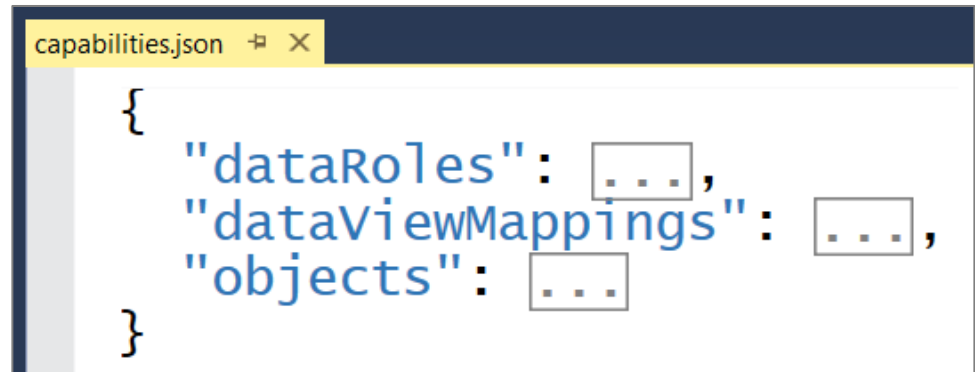 capabilities.json
{
"dataRoles": ...,
"dataViewMappings": ...,
"objects": ...
}